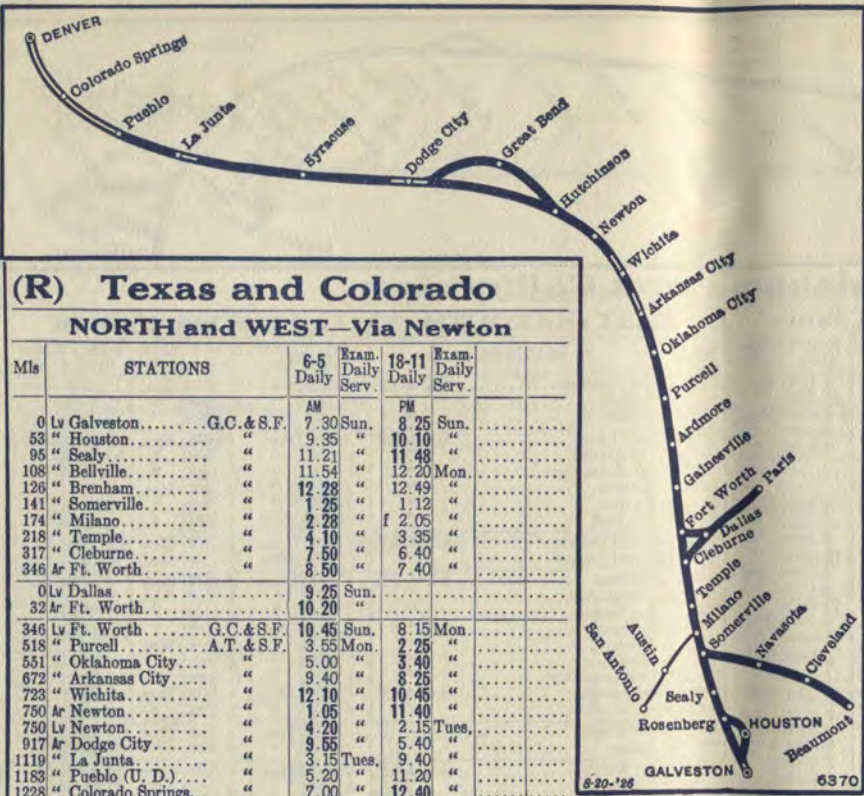 DENVER
Colorado Springs
Pueblo
La Junta
Syracuse
Dodge City
Great Bend
Hutchinson
Newton
Wichita
Arkansas City
Oklahoma City
Purcell
Ardmore
Gainesville
Fort Worth
Paris
Dallas
Cleburne
Temple
Milano
Somerville
Navasota
Cleveland
Beaumont
Austin
San Antonio
Sealy
Rosenberg
HOUSTON
GALVESTON
8-20-'26
6370
(R) Texas and Colorado
NORTH and WEST—Via Newton
Mls STATIONS 6-5 Daily Exam. Daily Serv. 18-11 Daily Exam. Daily Serv.
AM PM
0 Lv Galveston........G.C. & S.F. 7.30 Sun. 8.25 Sun.
53 " Houston........ " 9.35 " 10.10 "
95 " Sealy........ " 11.21 " 11.48 "
108 " Bellville........ " 11.54 " 12.20 Mon.
126 " Brenham........ " 12.28 " 12.49 "
141 " Somerville........ " 1.25 " 1.12 "
174 " Milano........ " 2.28 " f 2.05 "
218 " Temple........ " 4.10 " 3.35 "
317 " Cleburne........ " 7.50 " 6.40 "
346 Ar Ft. Worth........ " 8.50 " 7.40 "
0 Lv Dallas........ 9.25 Sun.
32 Ar Ft. Worth........ 10.20 "
346 Lv Ft. Worth........G.C. & S.F. 10.45 Sun. 8.15 Mon.
518 " Purcell........A.T. & S.F. 3.55 Mon. 2.25 "
551 " Oklahoma City.... " 5.00 " 3.40 "
672 " Arkansas City.... " 9.40 " 8.25 "
723 " Wichita........ " 12.10 " 10.45 "
750 Ar Newton........ " 1.05 " 11.40 "
750 Lv Newton........ " 4.20 " 2.15 Tues.
917 Ar Dodge City........ " 9.55 " 5.40 "
1119 " La Junta........ " 3.15 Tues. 9.40 "
1183 " Pueblo (U. D.).... " 5.20 " 11.20 "
1228 " Colorado Springs.. " 7.00 " 12.40 "